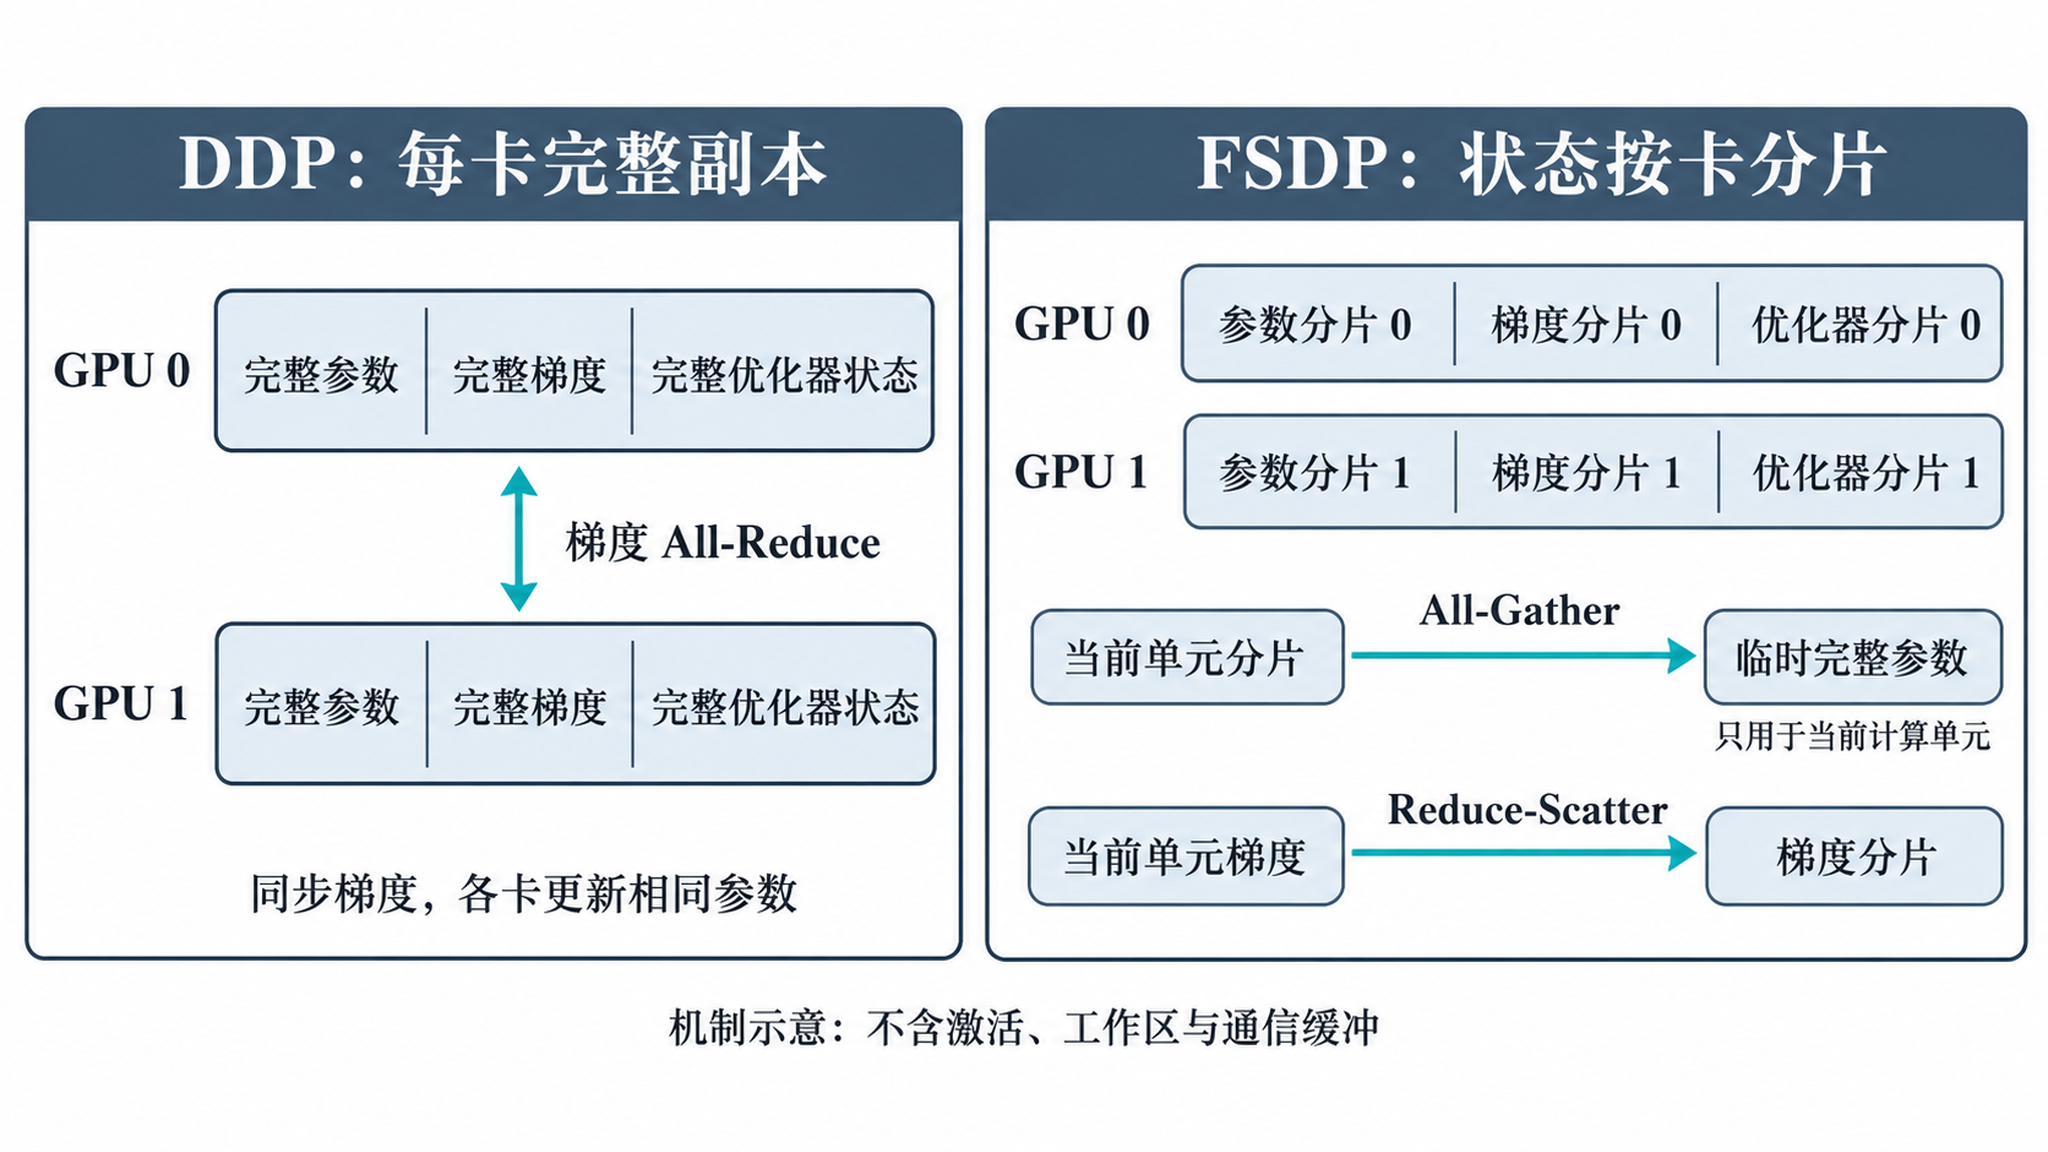 DDP：每卡完整副本
GPU 0
完整参数
完整梯度
完整优化器状态
梯度 All-Reduce
GPU 1
完整参数
完整梯度
完整优化器状态
同步梯度，各卡更新相同参数
FSDP：状态按卡分片
GPU 0
参数分片 0
梯度分片 0
优化器分片 0
GPU 1
参数分片 1
梯度分片 1
优化器分片 1
当前单元分片
All-Gather
临时完整参数
只用于当前计算单元
当前单元梯度
Reduce-Scatter
梯度分片
机制示意：不含激活、工作区与通信缓冲